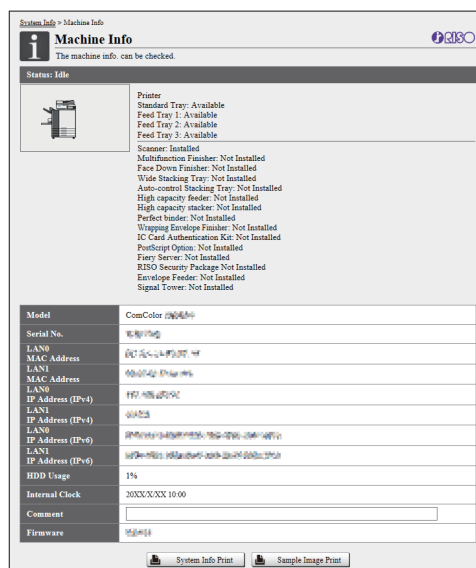 System Info > Machine Info
Machine Info
RISO
The machine info. can be checked.
Status: Idle
Printer
Standard Tray: Available
Feed Tray 1: Available
Feed Tray 2: Available
Feed Tray 3: Available
Scanner: Installed
Multifunction Finisher: Not Installed
Face Down Finisher: Not Installed
Wide Stacking Tray: Not Installed
Auto-control Stacking Tray: Not Installed
High capacity feeder: Not Installed
High capacity stacker: Not Installed
Perfect binder: Not Installed
Wrapping Envelope Finisher: Not Installed
IC Card Authentication Kit: Not Installed
PostScript Option: Not Installed
Fiery Server: Not Installed
RISO Security Package Not Installed
Envelope Feeder: Not Installed
Signal Tower: Not Installed
Model ComColor
Serial No.
LAN0
MAC Address
LAN1
MAC Address
LAN0
IP Address (IPv4)
LAN1
IP Address (IPv4)
LAN0
IP Address (IPv6)
LAN1
IP Address (IPv6)
HDD Usage 1%
Internal Clock 20XX/X/XX 10:00
Comment
Firmware
System Info Print Sample Image Print